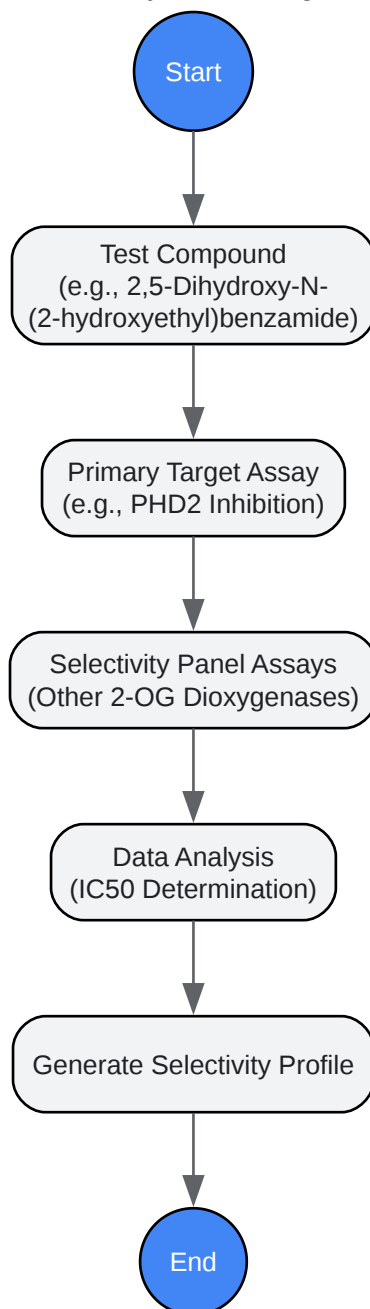 Start
Test Compound
(e.g., 2,5-Dihydroxy-N-
(2-hydroxyethyl)benzamide)
Primary Target Assay
(e.g., PHD2 Inhibition)
Selectivity Panel Assays
(Other 2-OG Dioxygenases)
Data Analysis
(IC50 Determination)
Generate Selectivity Profile
End